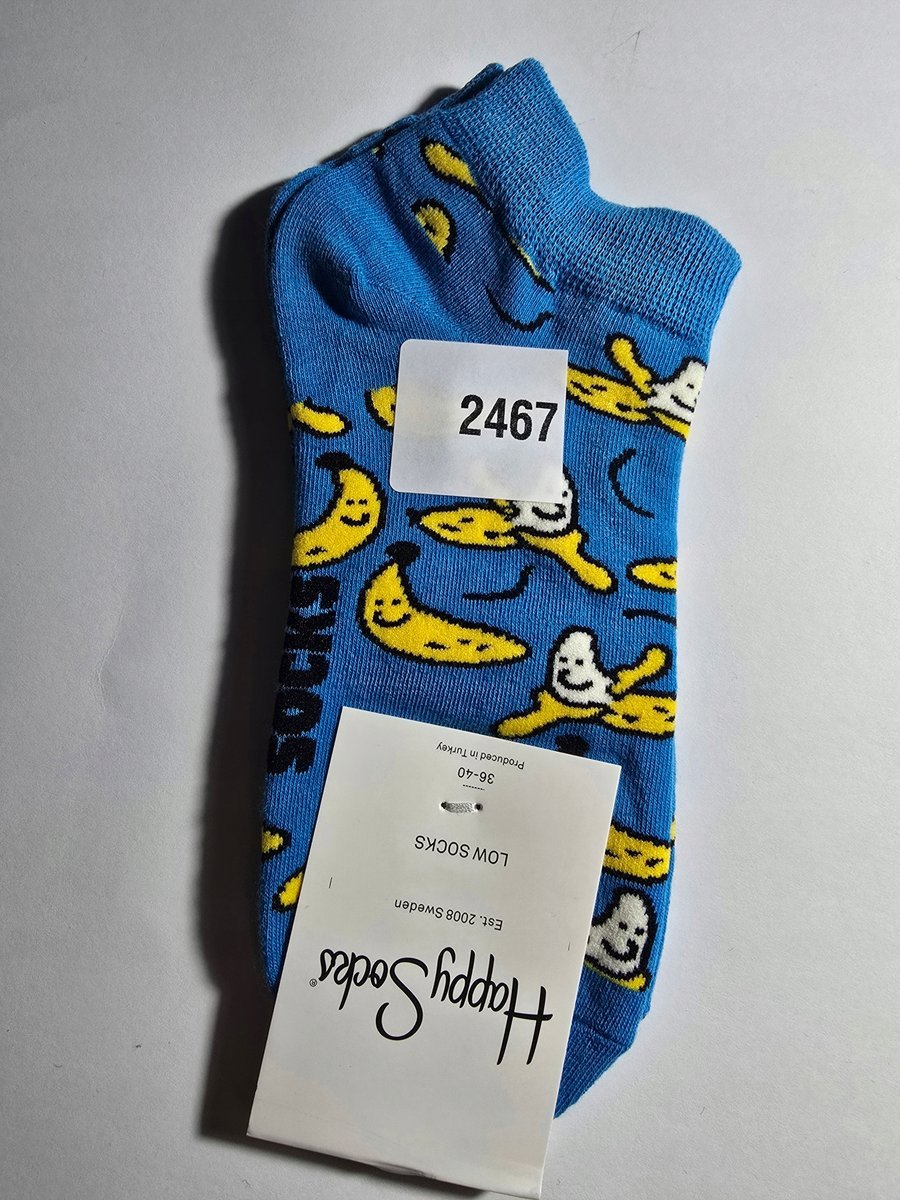 2467
SOCKS
Happy Socks®
Est. 2008 Sweden
LOW SOCKS
36-40
Produced in Turkey